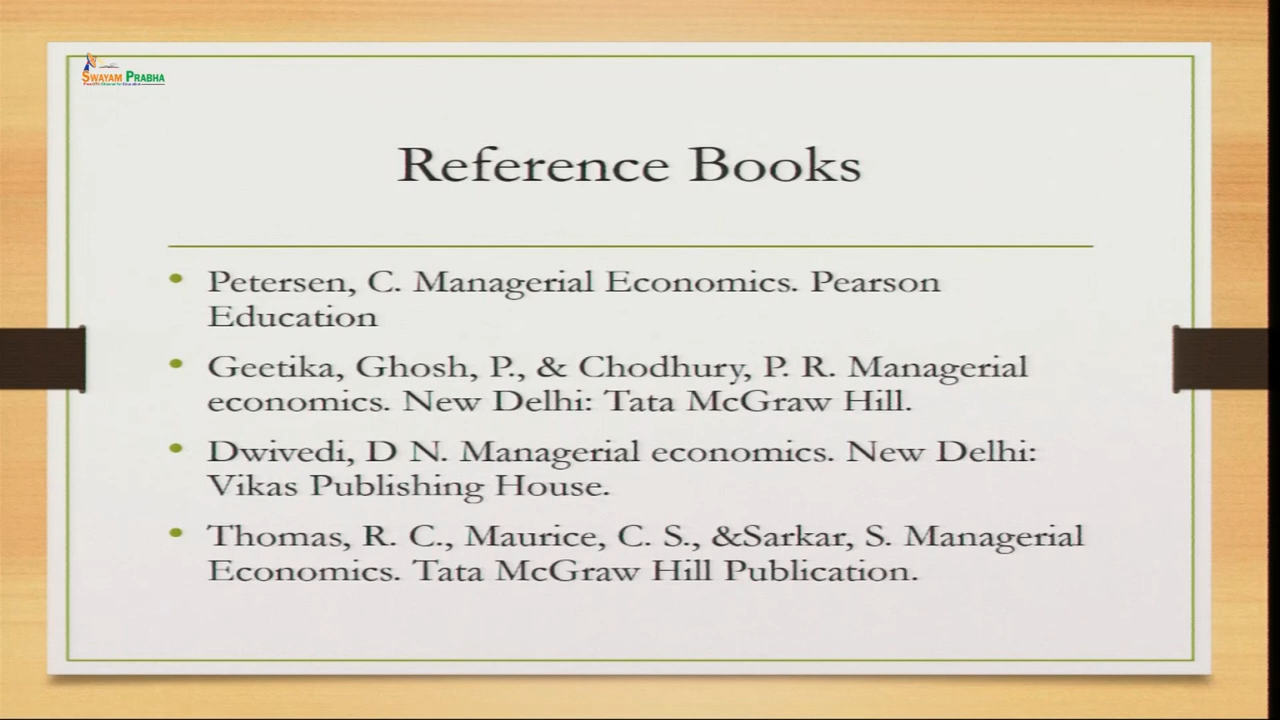 SWAYAM PRABHA
Reference Books
• Petersen, C. Managerial Economics. Pearson
Education
• Geetika, Ghosh, P., & Chodhury, P. R. Managerial
economics. New Delhi: Tata McGraw Hill.
• Dwivedi, D N. Managerial economics. New Delhi:
Vikas Publishing House.
• Thomas, R. C., Maurice, C. S., &Sarkar, S. Managerial
Economics. Tata McGraw Hill Publication.